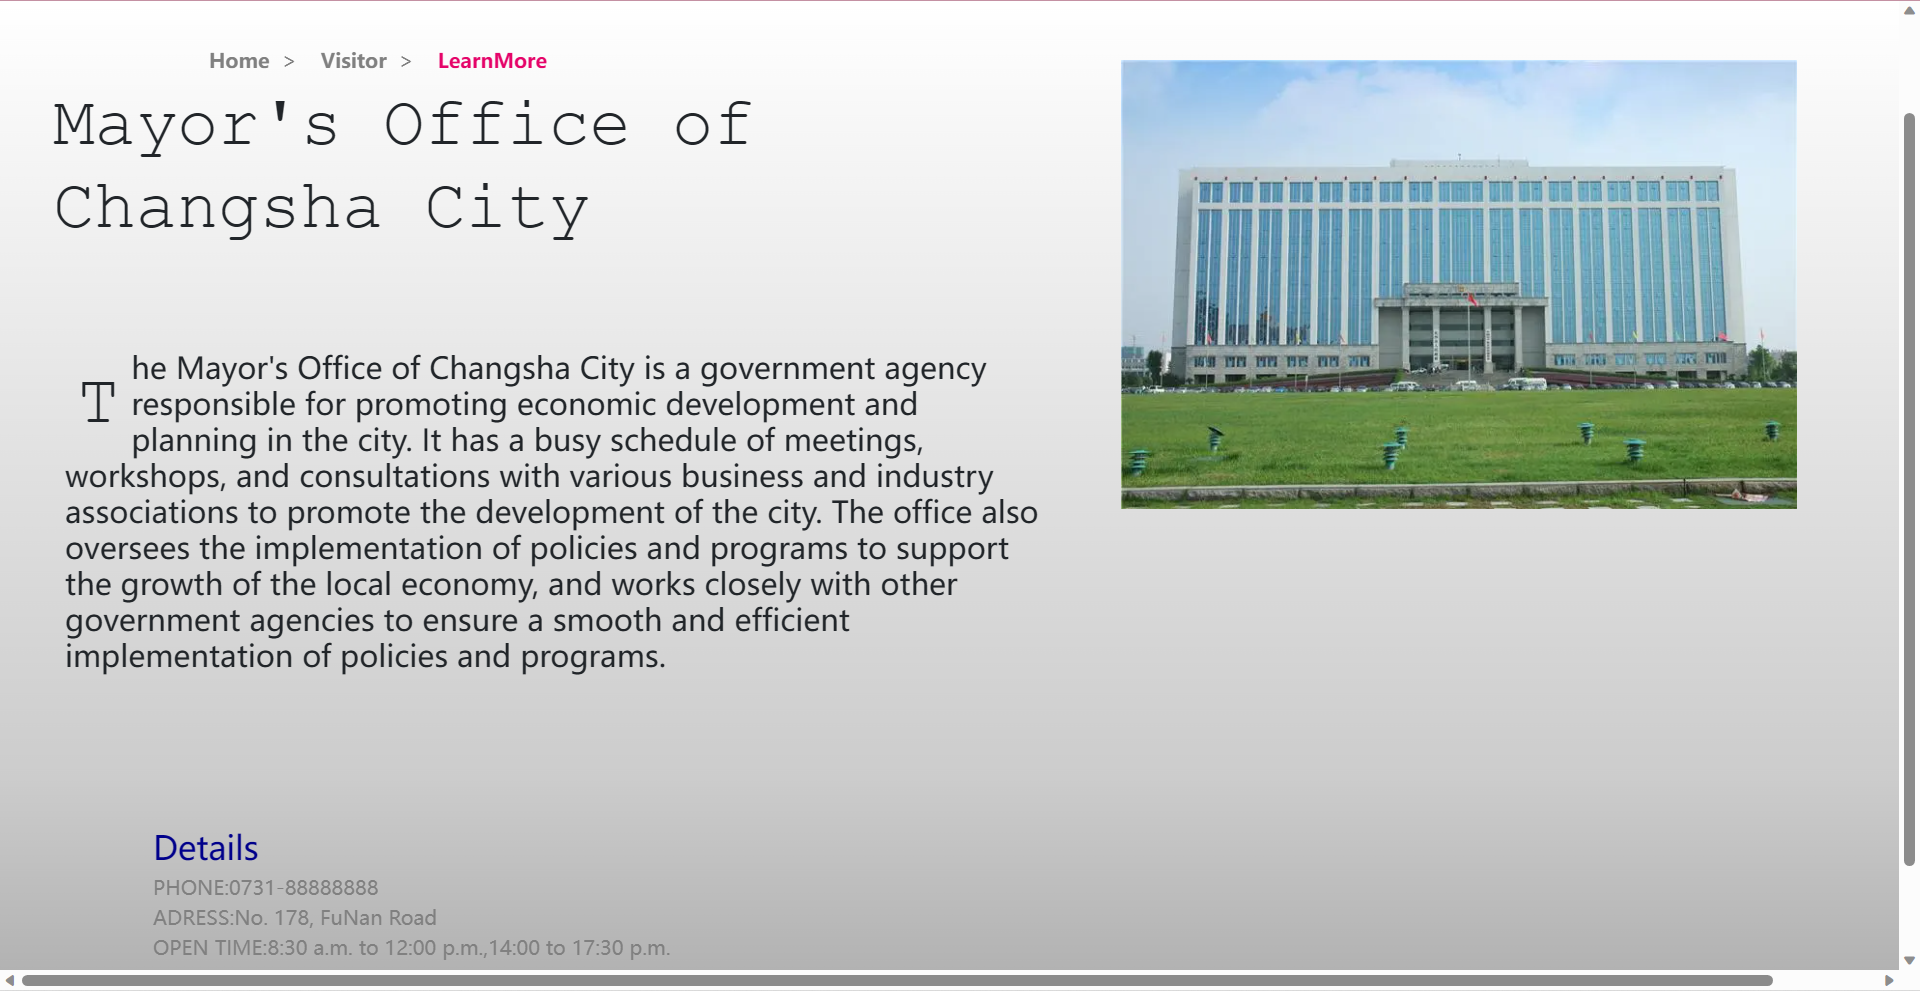 Home > Visitor > LearnMore
Mayor's Office of
Changsha City
The Mayor's Office of Changsha City is a government agency
responsible for promoting economic development and
planning in the city. It has a busy schedule of meetings,
workshops, and consultations with various business and industry
associations to promote the development of the city. The office also
oversees the implementation of policies and programs to support
the growth of the local economy, and works closely with other
government agencies to ensure a smooth and efficient
implementation of policies and programs.
Details
PHONE:0731-88888888
ADRESS:No. 178, FuNan Road
OPEN TIME:8:30 a.m. to 12:00 p.m.,14:00 to 17:30 p.m.